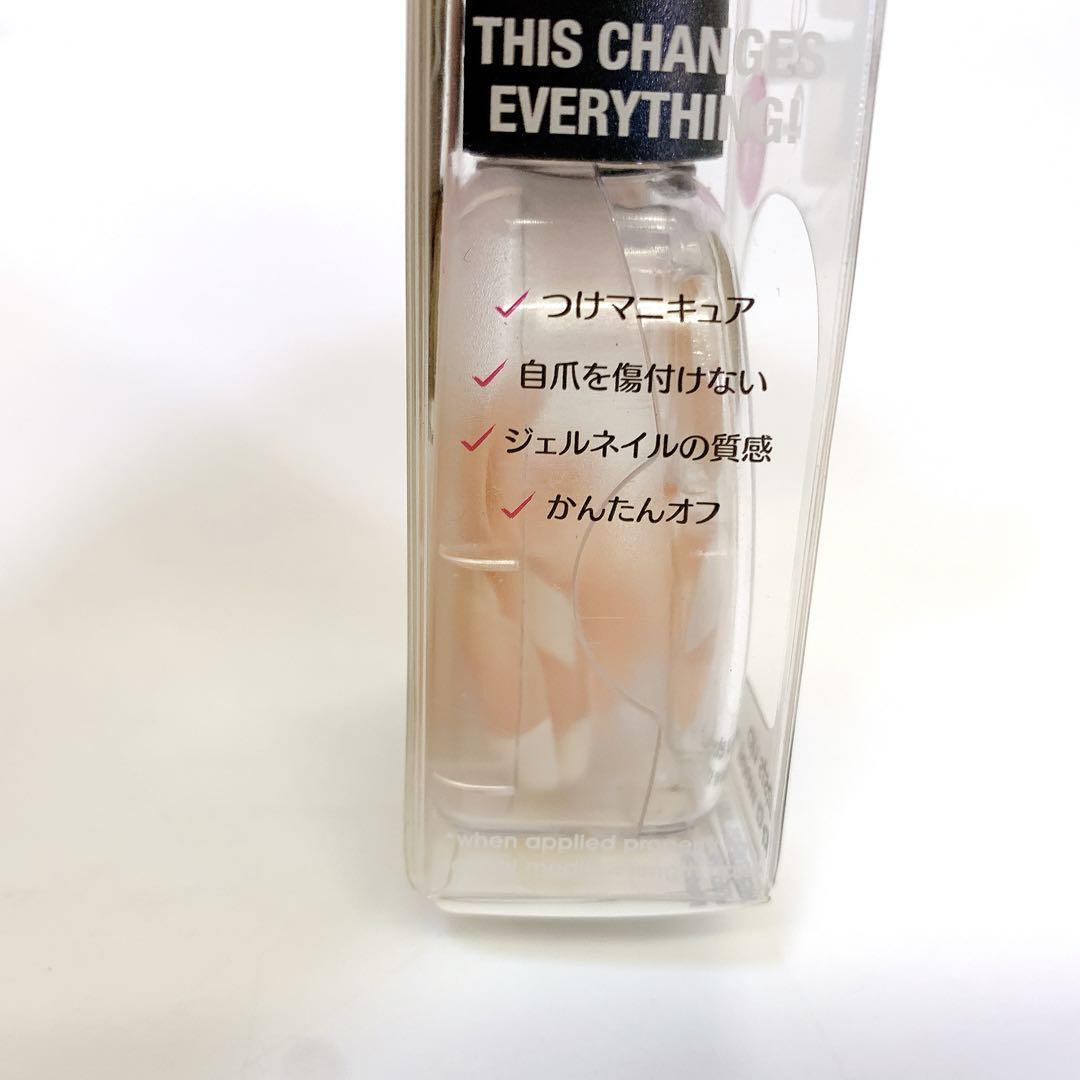 THIS CHANGES
EVERYTHING!
つけマニキュア
自爪を傷付けない
ジェルネイルの質感
かんたんオフ
*when applied